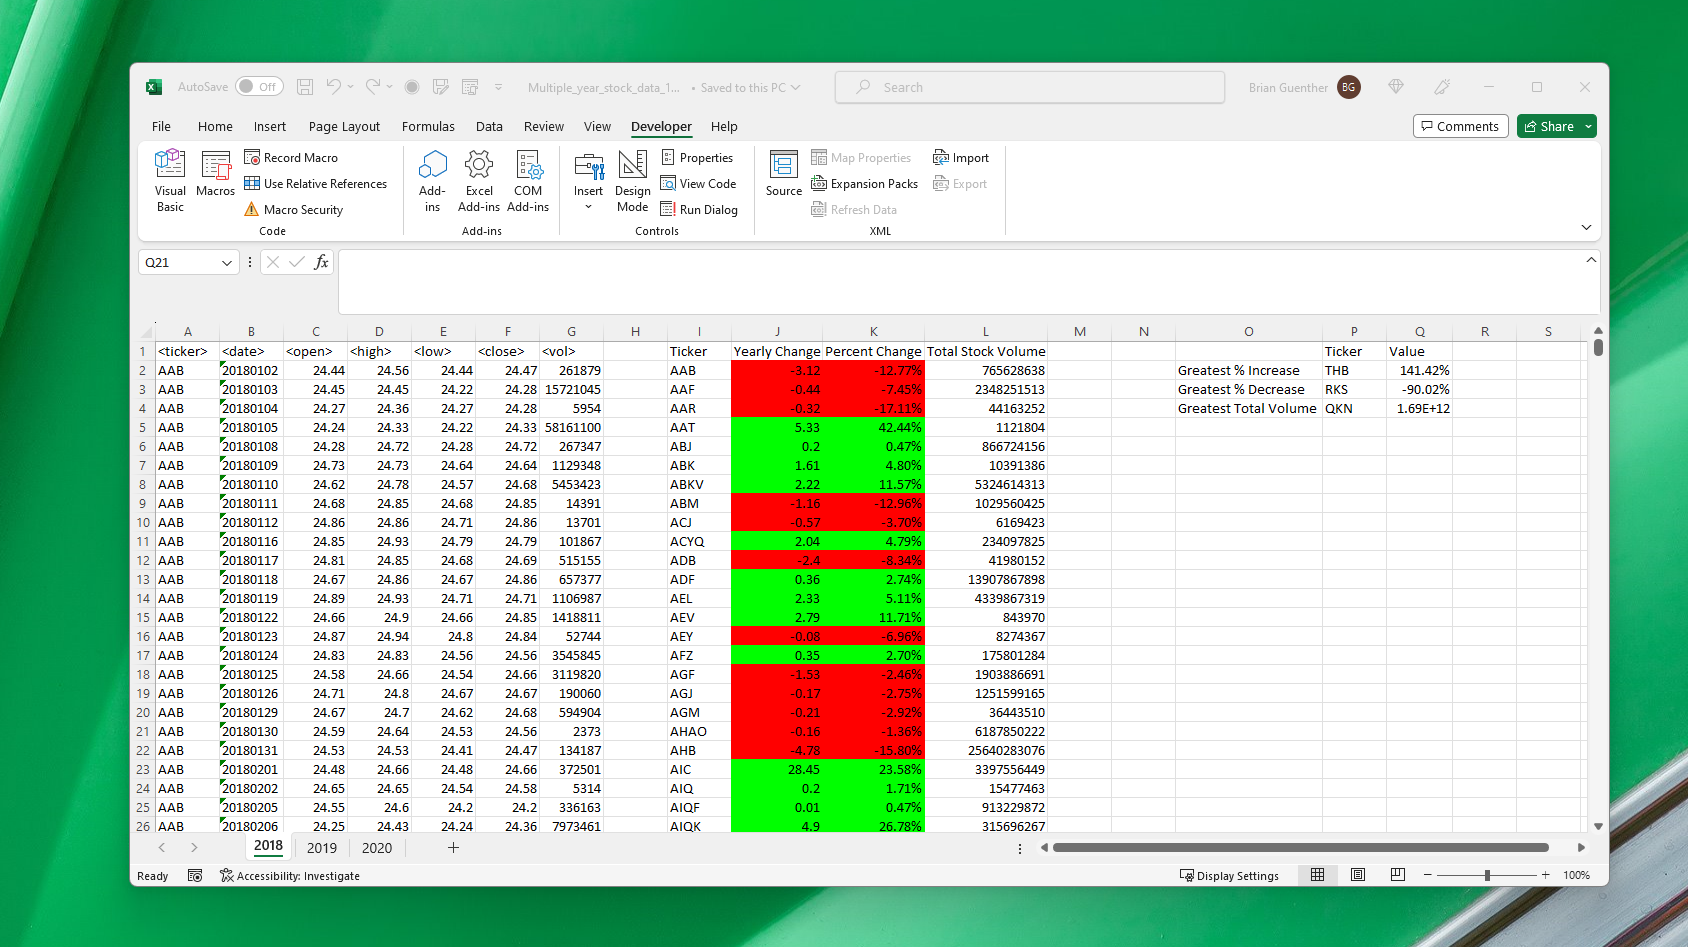 AutoSave Off Multiple_year_stock_data_1... • Saved to this PC Search Brian Guenther BG
File Home Insert Page Layout Formulas Data Review View Developer Help Comments Share
Visual Basic
Macros
Record Macro
Use Relative References
Macro Security
Code
Add-ins
Excel Add-ins
COM Add-ins
Add-ins
Insert
Design Mode
Properties
View Code
Run Dialog
Controls
Source
Map Properties
Expansion Packs
Refresh Data
Import
Export
XML
Q21 fx
A B C D E F G H I J K L M N O P Q R S
1 <ticker> <date> <open> <high> <low> <close> <vol> Ticker Yearly Change Percent Change Total Stock Volume Ticker Value
2 AAB 20180102 24.44 24.56 24.44 24.47 261879 AAB -3.12 -12.77% 765628638 Greatest % Increase THB 141.42%
3 AAB 20180103 24.45 24.45 24.22 24.28 15721045 AAF -0.44 -7.45% 2348251513 Greatest % Decrease RKS -90.02%
4 AAB 20180104 24.27 24.36 24.27 24.28 5954 AAR -0.32 -17.11% 44163252 Greatest Total Volume QKN 1.69E+12
5 AAB 20180105 24.24 24.33 24.22 24.33 58161100 AAT 5.33 42.44% 1121804
6 AAB 20180108 24.28 24.72 24.28 24.72 267347 ABJ 0.2 0.47% 866724156
7 AAB 20180109 24.73 24.73 24.64 24.64 1129348 ABK 1.61 4.80% 10391386
8 AAB 20180110 24.62 24.78 24.57 24.68 5453423 ABKV 2.22 11.57% 5324614313
9 AAB 20180111 24.68 24.85 24.68 24.85 14391 ABM -1.16 -12.96% 1029560425
10 AAB 20180112 24.86 24.86 24.71 24.86 13701 ACJ -0.57 -3.70% 6169423
11 AAB 20180116 24.85 24.93 24.79 24.79 101867 ACYQ 2.04 4.79% 234097825
12 AAB 20180117 24.81 24.85 24.68 24.69 515155 ADB -2.4 -8.34% 41980152
13 AAB 20180118 24.67 24.86 24.67 24.86 657377 ADF 0.36 2.74% 13907867898
14 AAB 20180119 24.89 24.93 24.71 24.71 1106987 AEL 2.33 5.11% 4339867319
15 AAB 20180122 24.66 24.9 24.66 24.85 1418811 AEV 2.79 11.71% 843970
16 AAB 20180123 24.87 24.94 24.8 24.84 52744 AEY -0.08 -6.96% 8274367
17 AAB 20180124 24.83 24.83 24.56 24.56 3545845 AFZ 0.35 2.70% 175801284
18 AAB 20180125 24.58 24.66 24.54 24.66 3119820 AGF -1.53 -2.46% 1903886691
19 AAB 20180126 24.71 24.8 24.67 24.67 190060 AGJ -0.17 -2.75% 1251599165
20 AAB 20180129 24.67 24.7 24.62 24.68 594904 AGM -0.21 -2.92% 36443510
21 AAB 20180130 24.59 24.64 24.53 24.56 2373 AHAO -0.16 -1.36% 6187850222
22 AAB 20180131 24.53 24.53 24.41 24.47 134187 AHB -4.78 -15.80% 25640283076
23 AAB 20180201 24.48 24.66 24.48 24.66 372501 AIC 28.45 23.58% 3397556449
24 AAB 20180202 24.65 24.65 24.54 24.58 5314 AIQ 0.2 1.71% 15477463
25 AAB 20180205 24.55 24.6 24.2 24.2 336163 AIQF 0.01 0.47% 913229872
26 AAB 20180206 24.25 24.43 24.24 24.36 7973461 AIQK 4.9 26.78% 315696267
2018 2019 2020 +
Ready Accessibility: Investigate Display Settings − + 100%